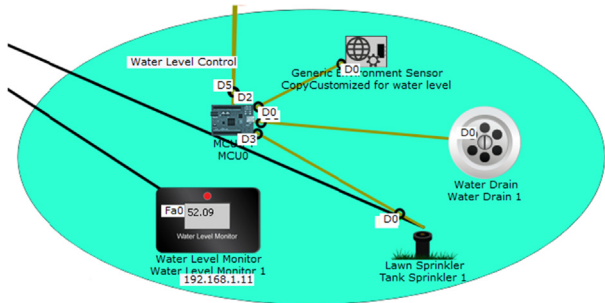 Water Level Control
D0
Generic Environment Sensor
CopyCustomized for water level
D5
D2
D0
D3
MCU
MCU0
D0
Water Drain
Water Drain 1
Fa0
52.09
Water Level Monitor
Water Level Monitor
Water Level Monitor 1
192.168.1.11
D0
Lawn Sprinkler
Tank Sprinkler 1